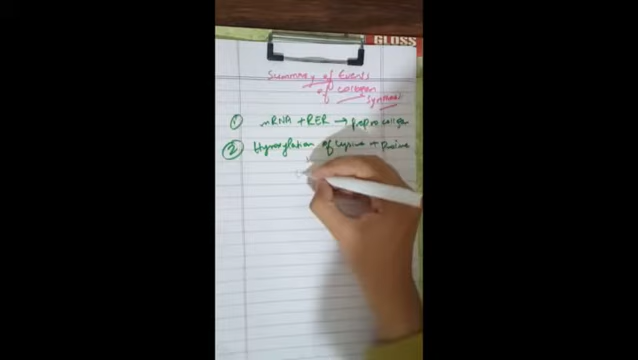 GLOSS
Summary of Events
of collagen
Synthesis
① mRNA + RER → preprocollagen
② Hydroxylation of lysine + proline